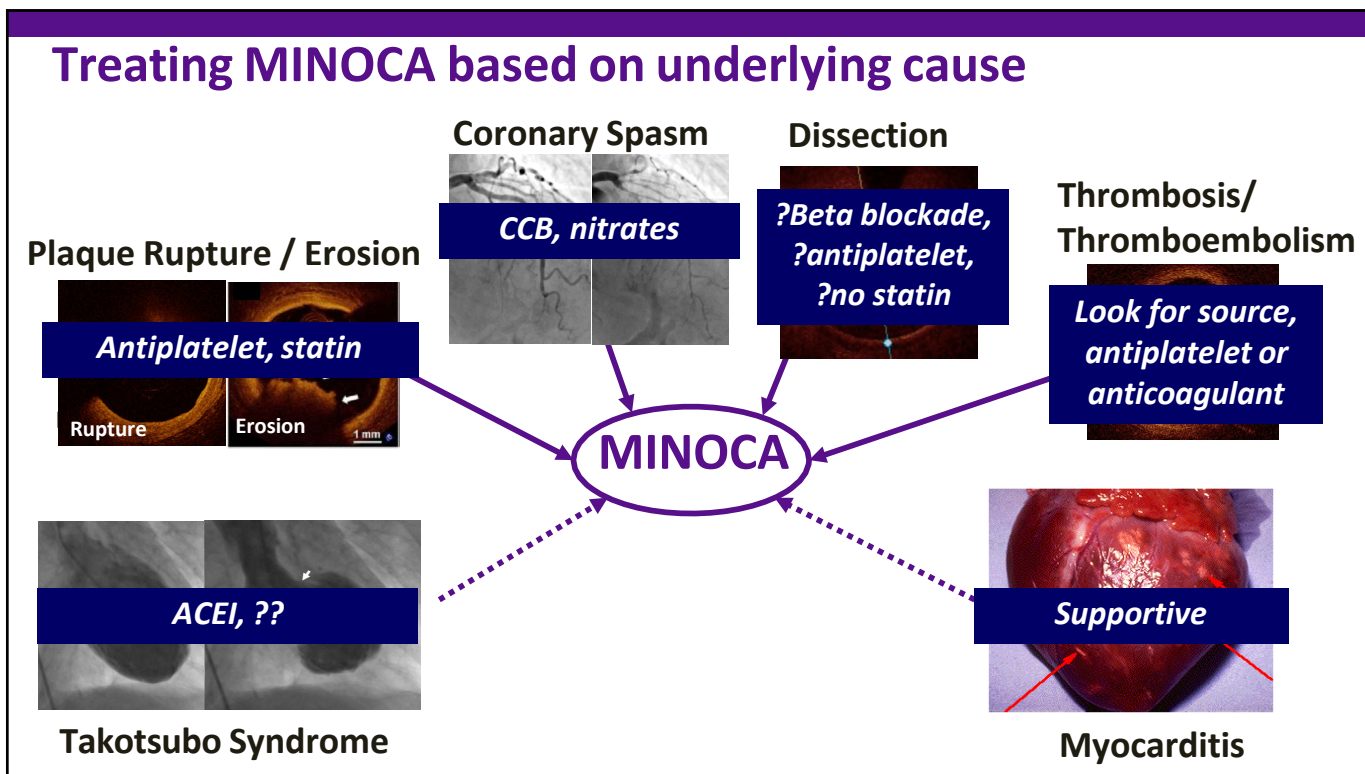 Treating MINOCA based on underlying cause
Coronary Spasm
CCB, nitrates
Dissection
?Beta blockade,
?antiplatelet,
?no statin
Thrombosis/
Thromboembolism
Look for source,
antiplatelet or
anticoagulant
Plaque Rupture / Erosion
Antiplatelet, statin
Rupture
Erosion
1 mm
MINOCA
ACEI, ??
Takotsubo Syndrome
Supportive
Myocarditis